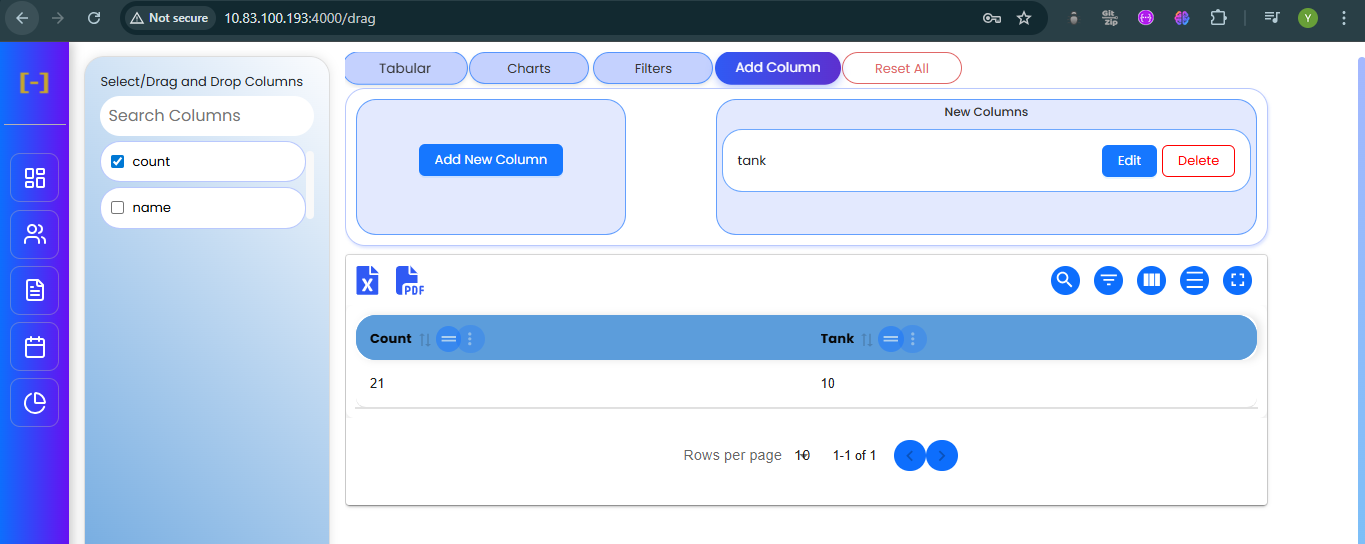 Not secure
10.83.100.193:4000/drag
Git
Zip
Y
[-]
Select/Drag and Drop Columns
Search Columns
count
name
Tabular
Charts
Filters
Add Column
Reset All
Add New Column
New Columns
tank
Edit
Delete
X
PDF
Count
Tank
21
10
Rows per page
10
1-1 of 1